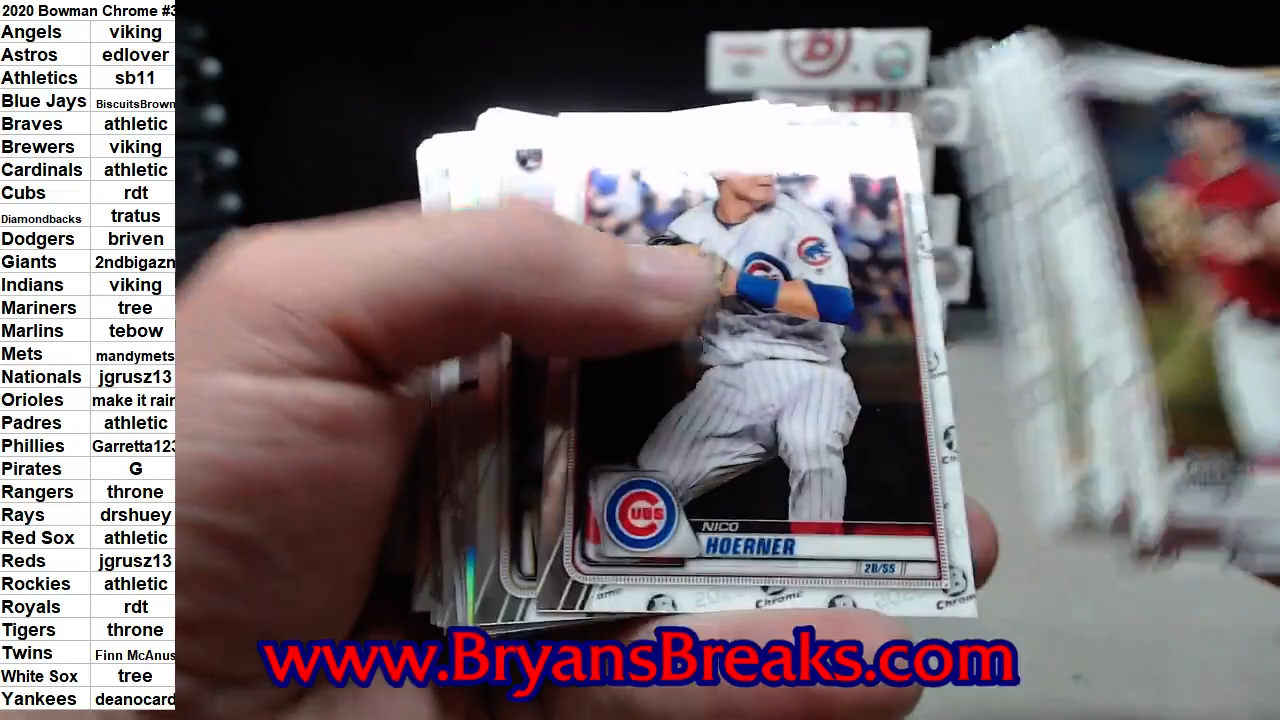 2020 Bowman Chrome #3
Angels viking
Astros edlover
Athletics sb11
Blue Jays BiscuitsBrown
Braves athletic
Brewers viking
Cardinals athletic
Cubs rdt
Diamondbacks tratus
Dodgers briven
Giants 2ndbigazn
Indians viking
Mariners tree
Marlins tebow
Mets mandymets
Nationals jgrusz13
Orioles make it rain
Padres athletic
Phillies Garretta123
Pirates G
Rangers throne
Rays drshuey
Red Sox athletic
Reds jgrusz13
Rockies athletic
Royals rdt
Tigers throne
Twins Finn McAnus
White Sox tree
Yankees deanocard
B
CUBS
NICO
HOERNER
2B/SS
Chrome
www.BryansBreaks.com